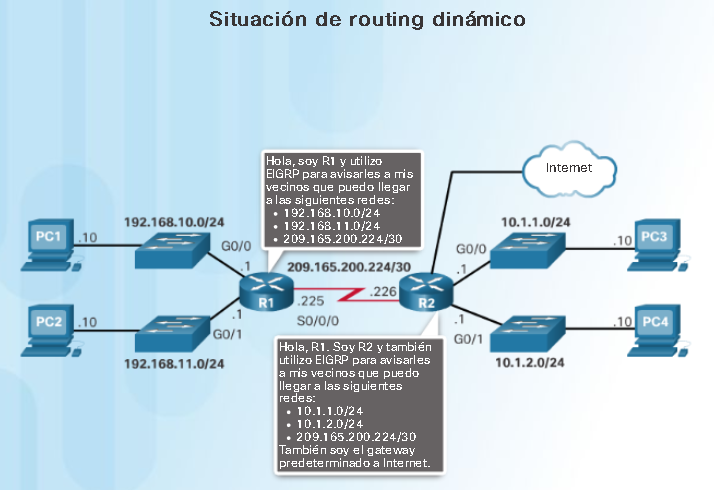 Situación de routing dinámico
Hola, soy R1 y utilizo
EIGRP para avisarles a mis
vecinos que puedo llegar
a las siguientes redes:
• 192.168.10.0/24
• 192.168.11.0/24
• 209.165.200.224/30
Internet
192.168.10.0/24
10.1.1.0/24
PC1
.10
G0/0
.1
209.165.200.224/30
G0/0
.1
.10
PC3
R1
.225
.226
R2
S0/0/0
PC2
.10
.1
G0/1
192.168.11.0/24
.1
G0/1
.10
PC4
10.1.2.0/24
Hola, R1. Soy R2 y también
utilizo EIGRP para avisarles
a mis vecinos que puedo
llegar a las siguientes
redes:
• 10.1.1.0/24
• 10.1.2.0/24
• 209.165.200.224/30
También soy el gateway
predeterminado a Internet.